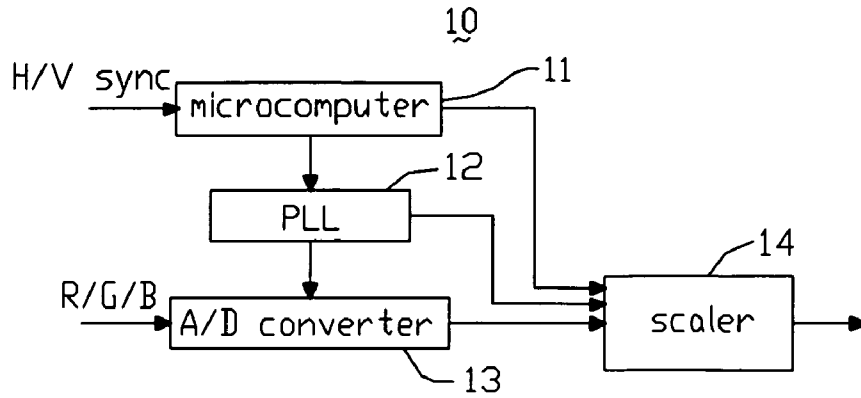 10
H/V sync
11
microcomputer
12
PLL
14
R/G/B
A/D converter
scaler
13